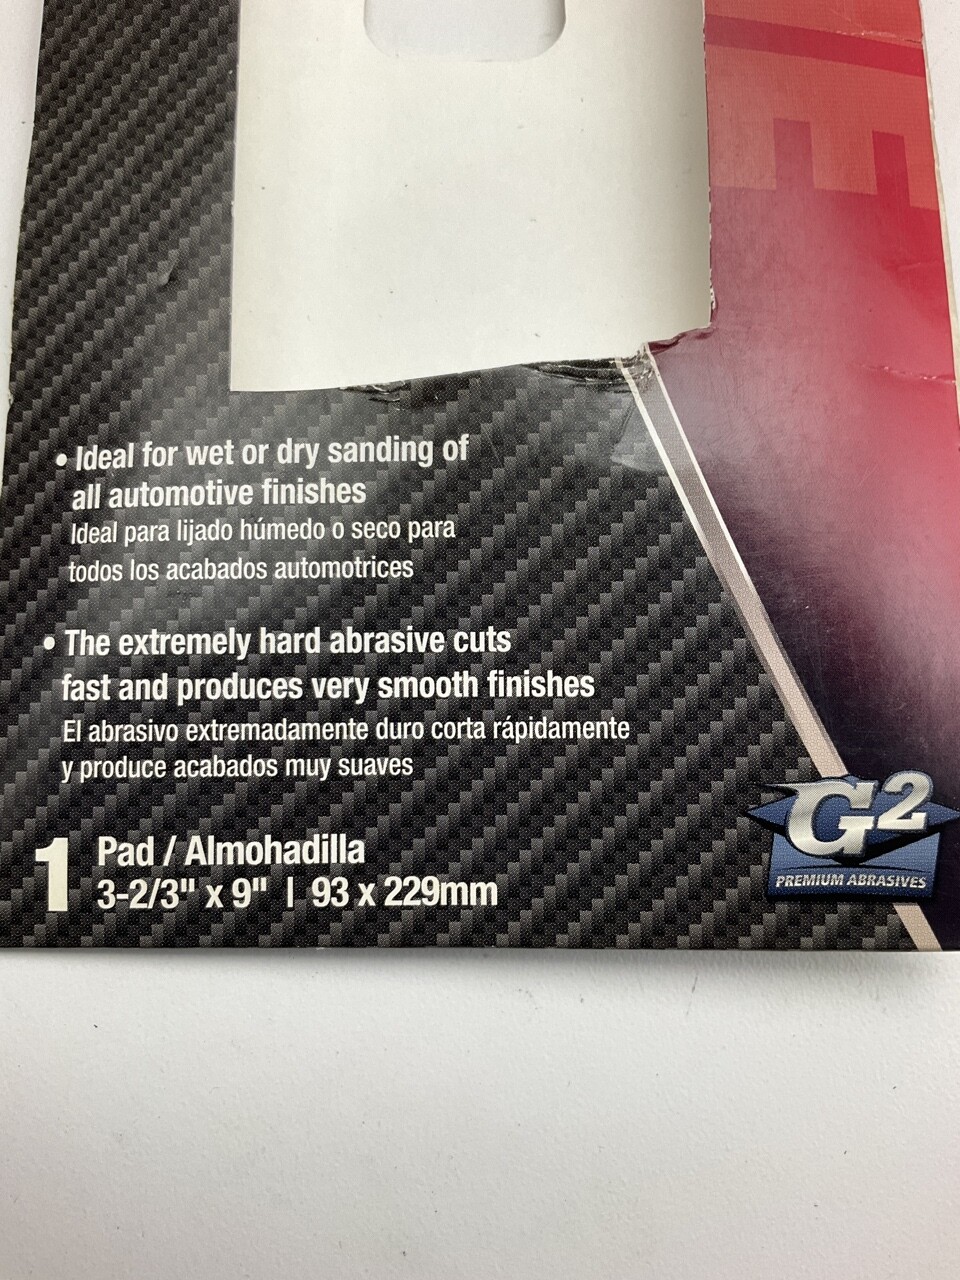 • Ideal for wet or dry sanding of
all automotive finishes
Ideal para lijado húmedo o seco para
todos los acabados automotrices
• The extremely hard abrasive cuts
fast and produces very smooth finishes
El abrasivo extremadamente duro corta rápidamente
y produce acabados muy suaves
1 Pad / Almohadilla
3-2/3" x 9" | 93 x 229mm
G2
PREMIUM ABRASIVES